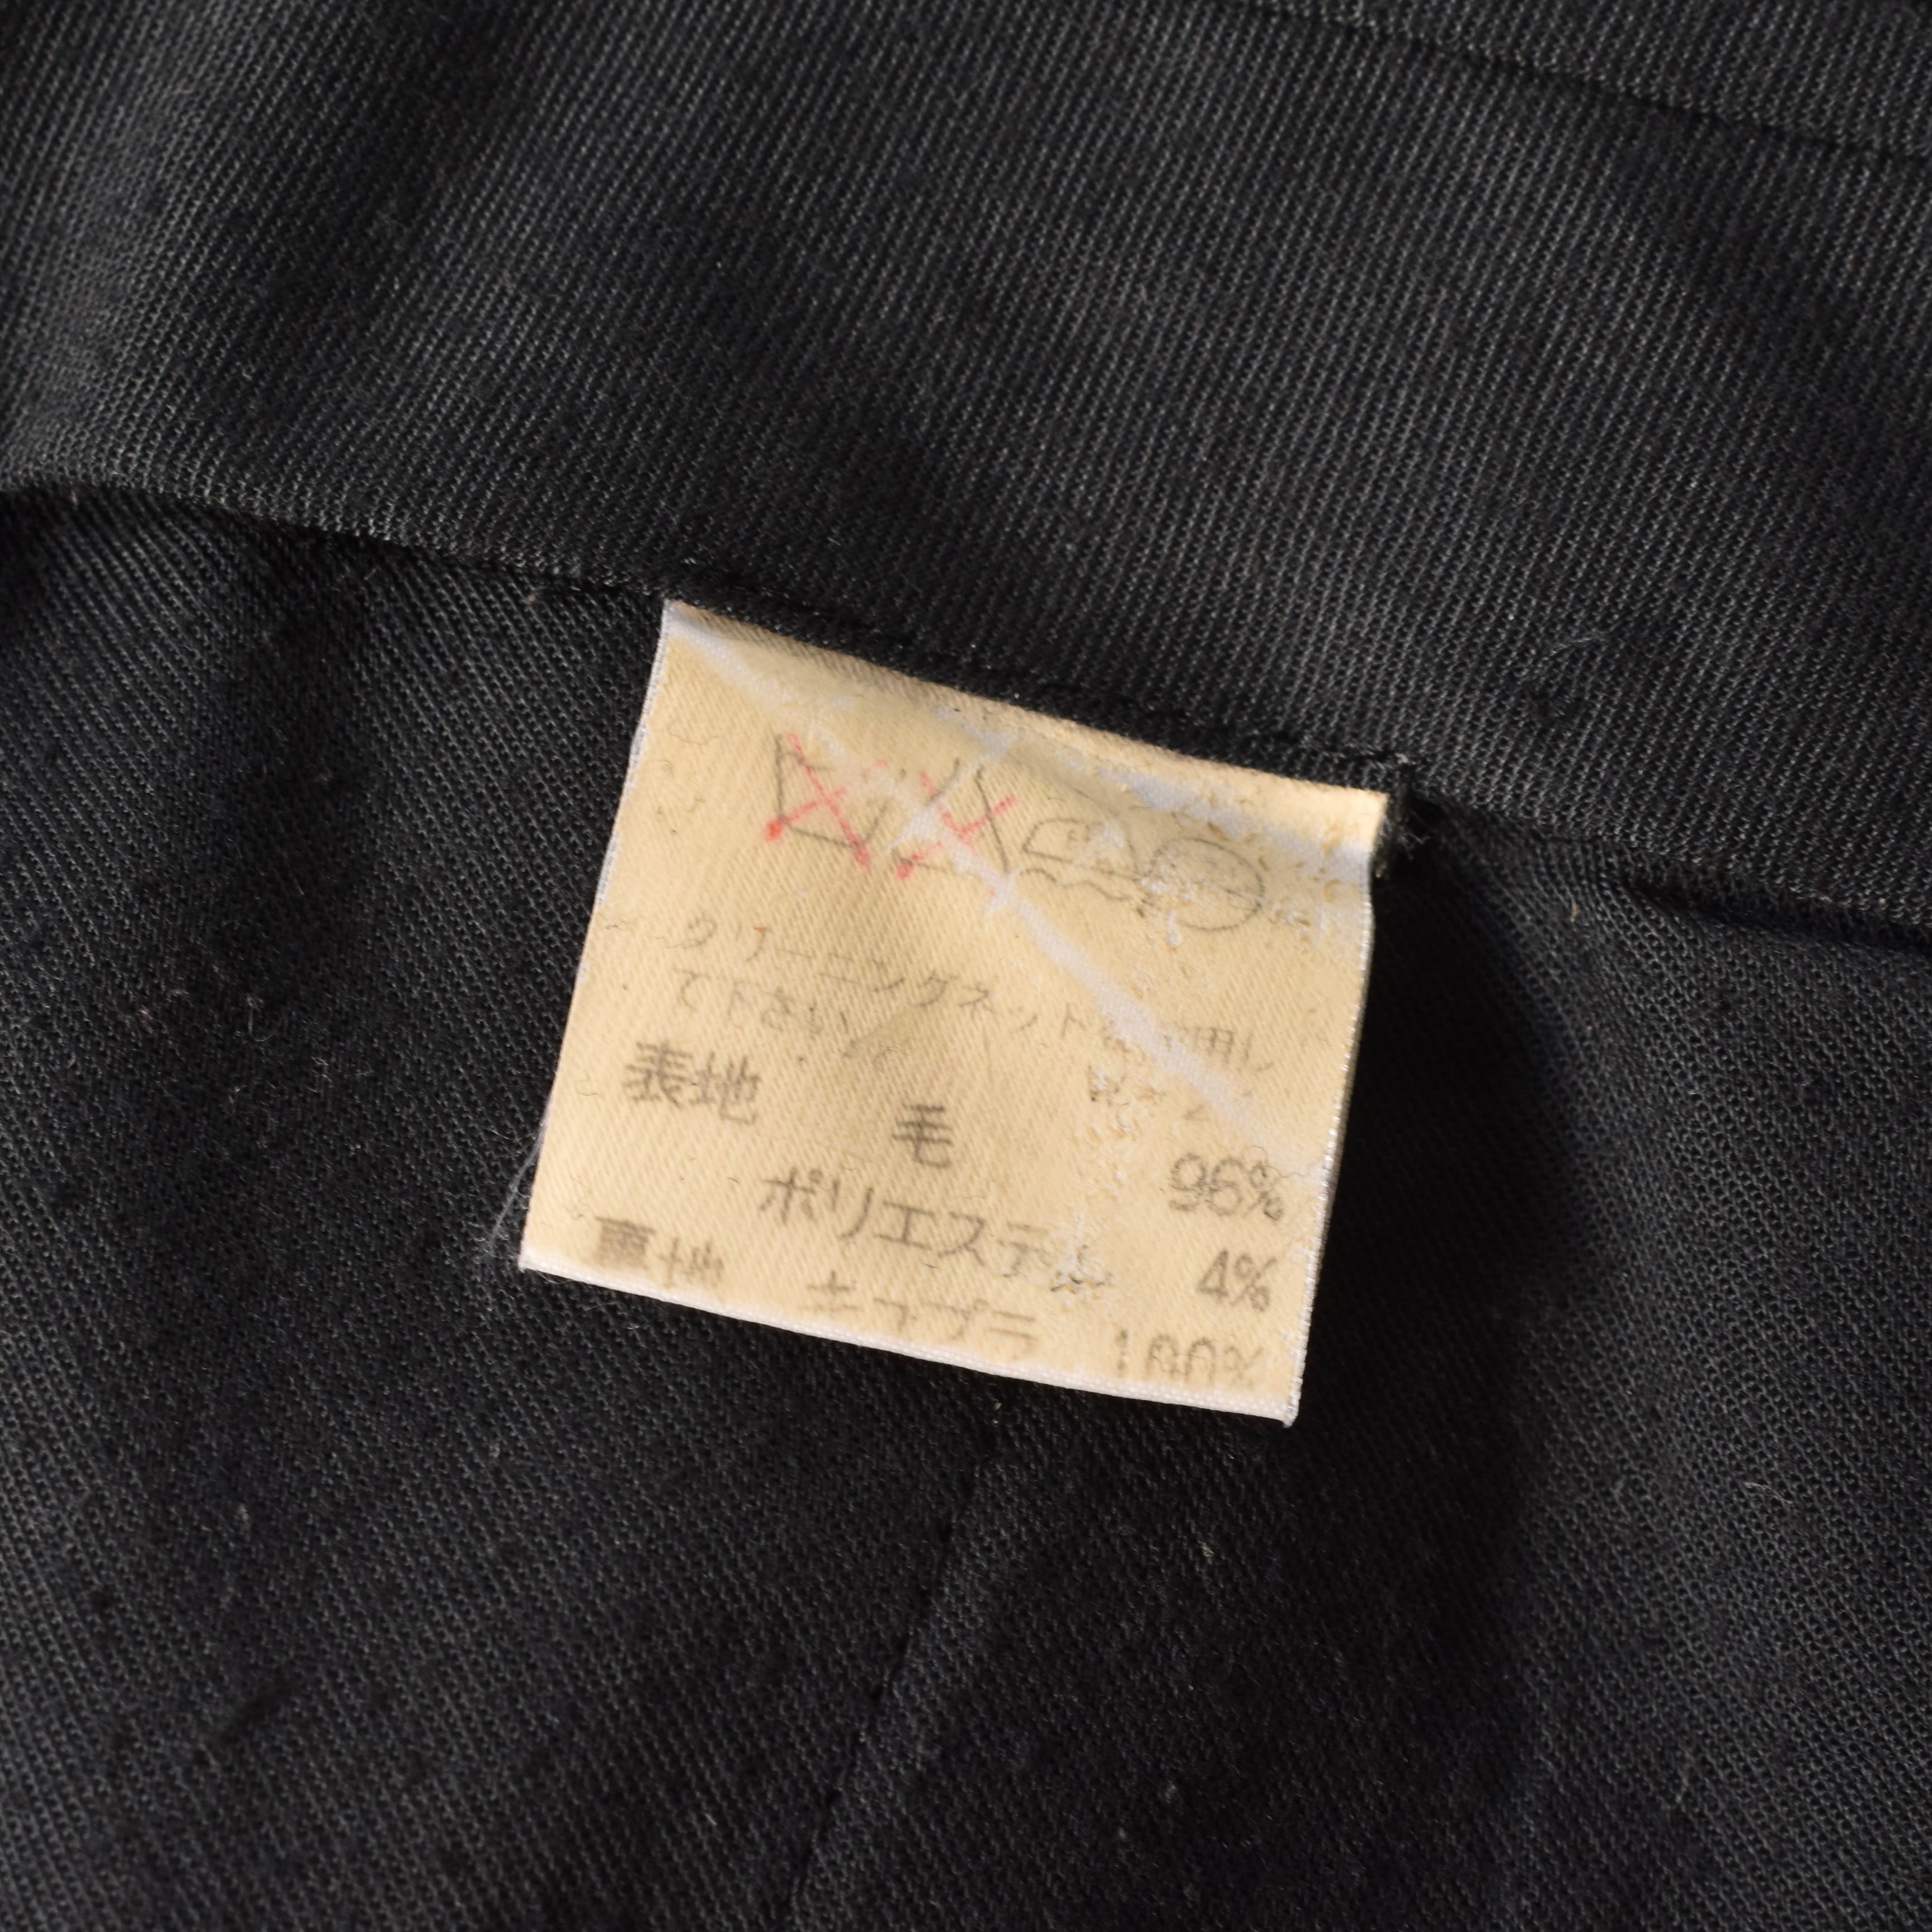 クリーニングネットを使用し
て下さい
表地
毛 96%
ポリエステル 4%
裏地 キュプラ 100%